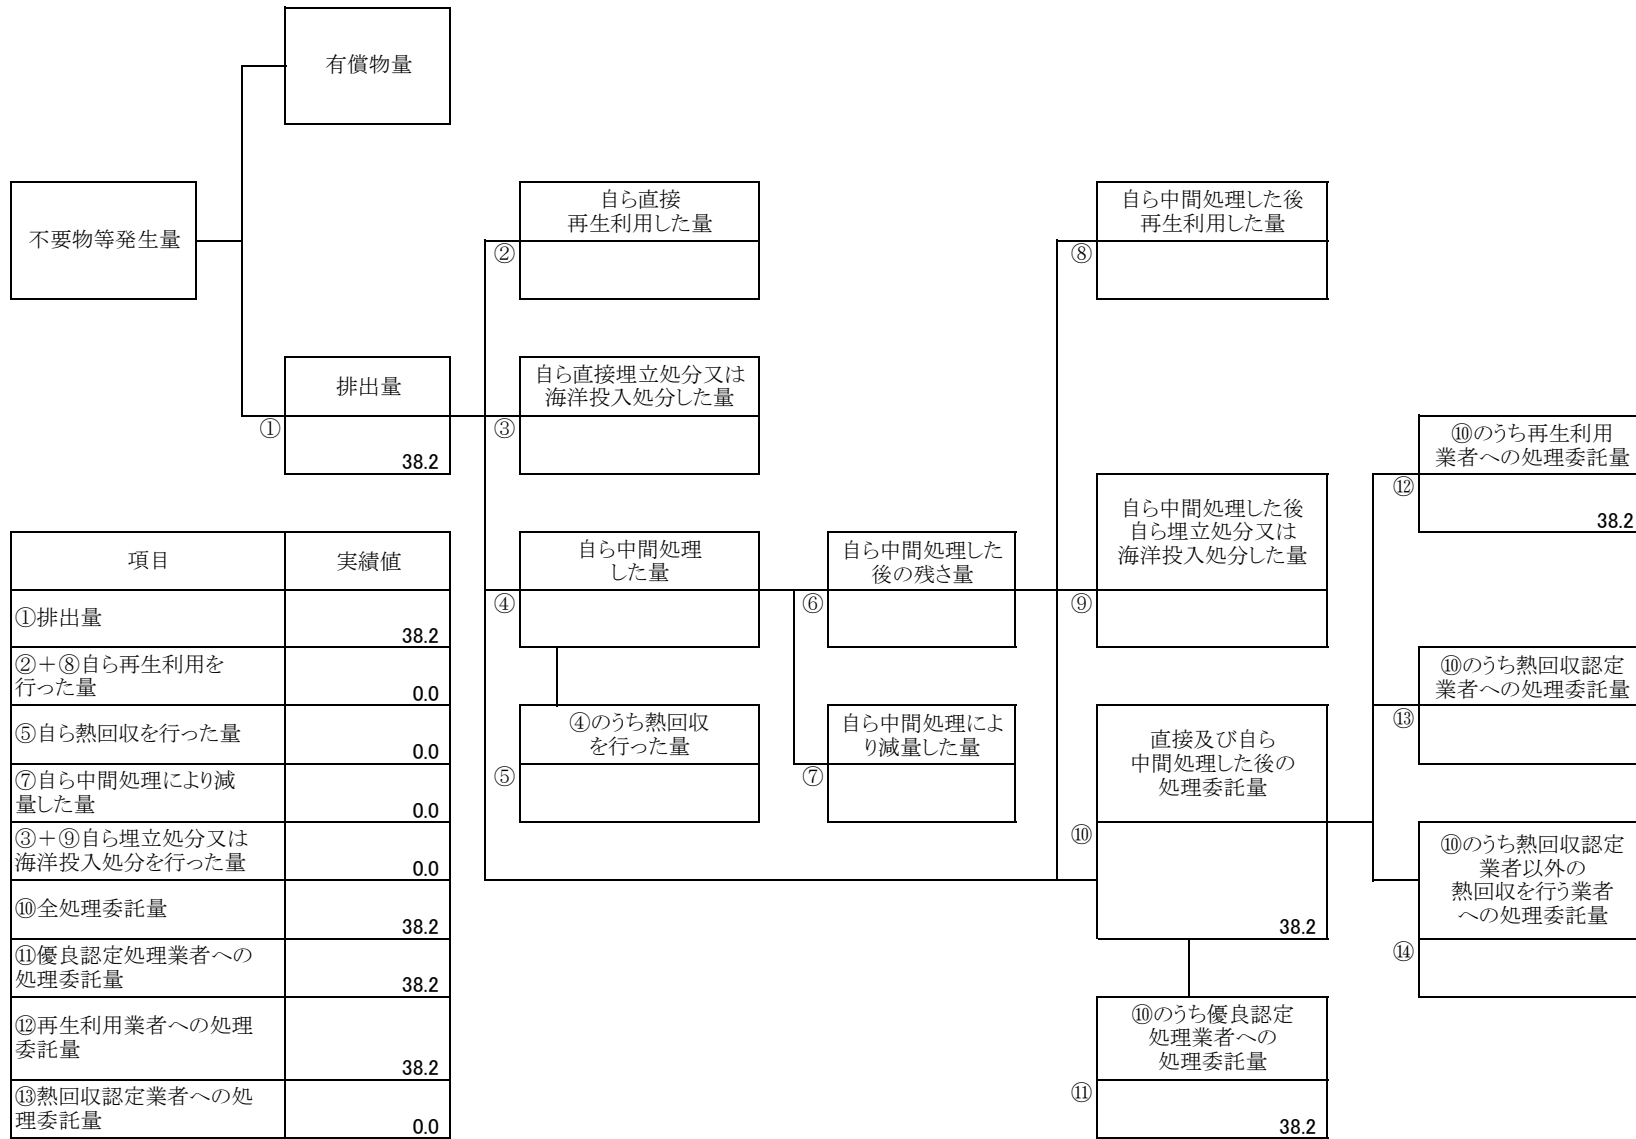 有償物量
不要物等発生量
自ら直接
再生利用した量
②
自ら中間処理した後
再生利用した量
⑧
排出量
①
38.2
自ら直接埋立処分又は
海洋投入処分した量
③
⑩のうち再生利用
業者への処理委託量
⑫
38.2
自ら中間処理
した量
④
自ら中間処理した
後の残さ量
⑥
自ら中間処理した後
自ら埋立処分又は
海洋投入処分した量
⑨
⑩のうち熱回収認定
業者への処理委託量
⑬
④のうち熱回収
を行った量
⑤
自ら中間処理によ
り減量した量
⑦
直接及び自ら
中間処理した後の
処理委託量
⑩
38.2
⑩のうち熱回収認定
業者以外の
熱回収を行う業者
への処理委託量
⑭
⑩のうち優良認定
処理業者への
処理委託量
⑪
38.2
項目 実績値
①排出量 38.2
②+⑧自ら再生利用を
行った量 0.0
⑤自ら熱回収を行った量 0.0
⑦自ら中間処理により減
量した量 0.0
③+⑨自ら埋立処分又は
海洋投入処分を行った量 0.0
⑩全処理委託量 38.2
⑪優良認定処理業者への
処理委託量 38.2
⑫再生利用業者への処理
委託量 38.2
⑬熱回収認定業者への処
理委託量 0.0